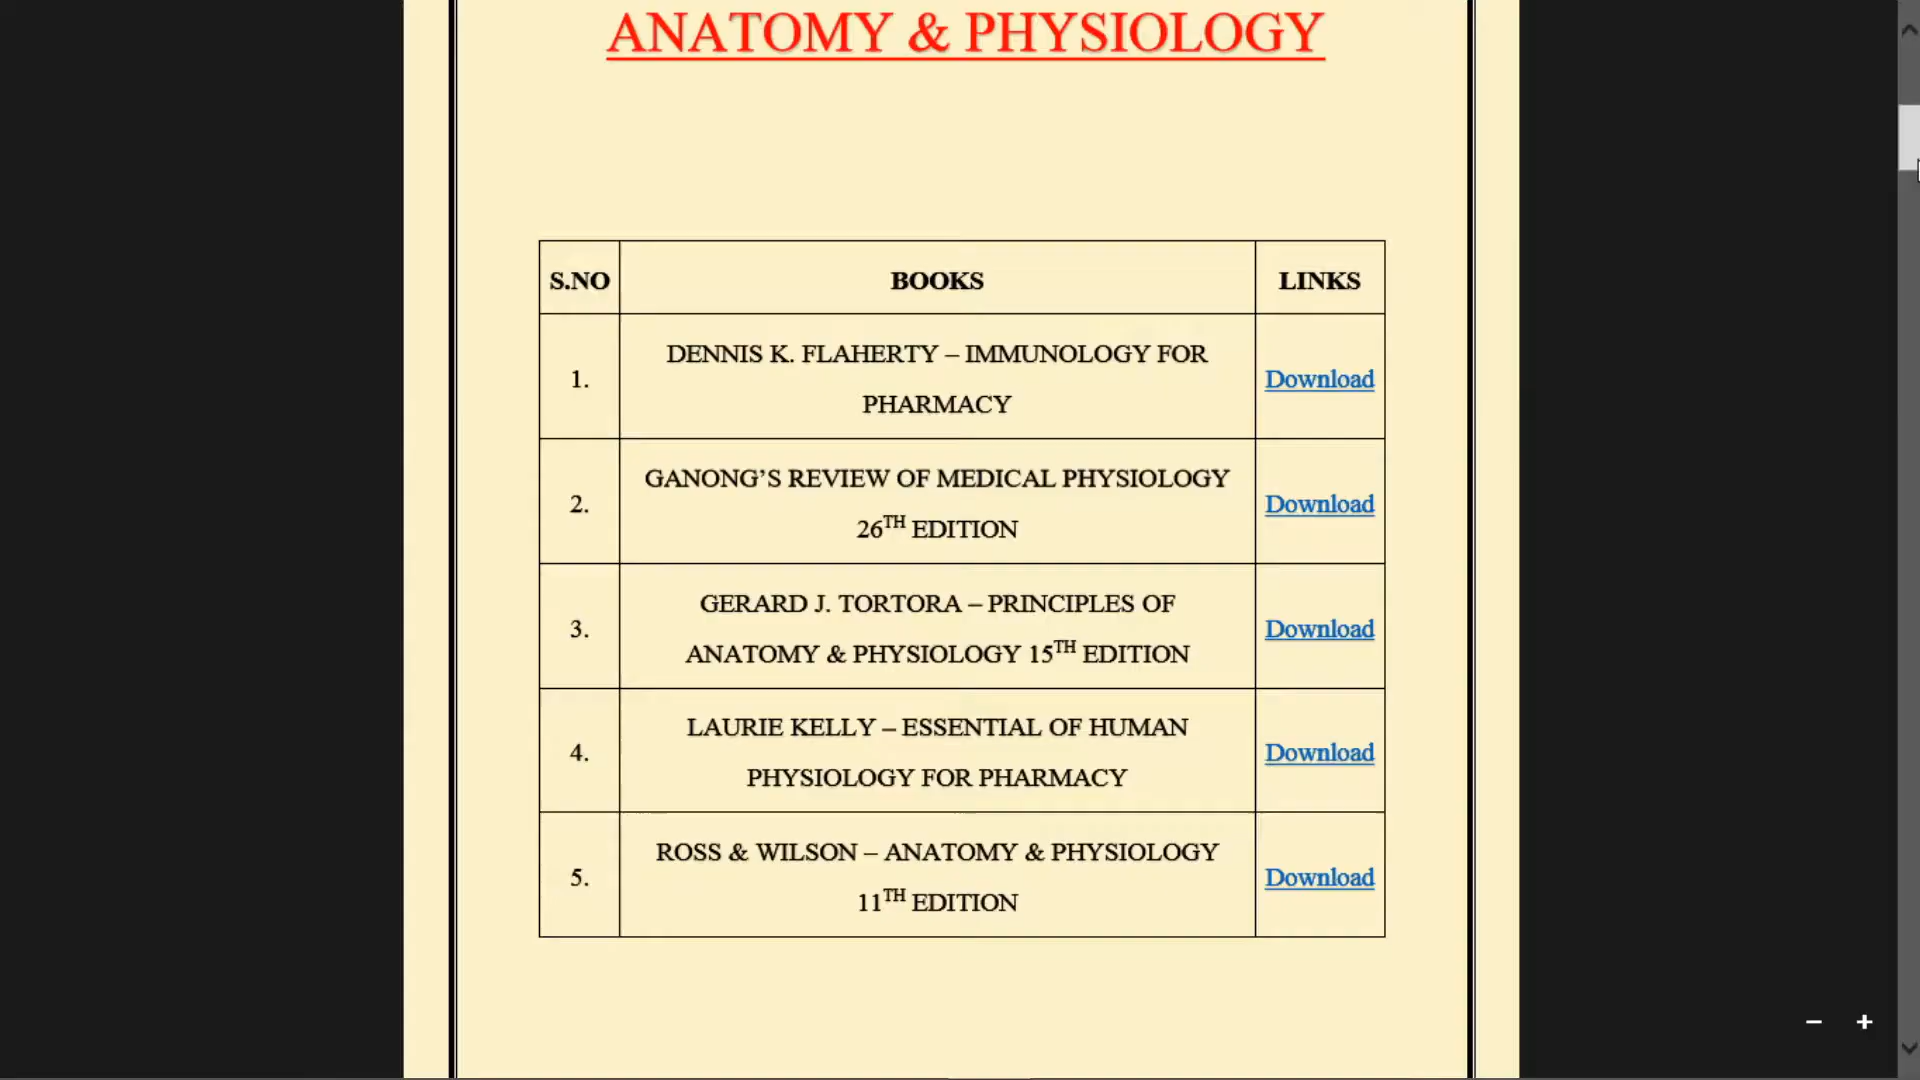 ANATOMY & PHYSIOLOGY
S.NO BOOKS LINKS
DENNIS K. FLAHERTY – IMMUNOLOGY FOR
1. Download
PHARMACY
GANONG’S REVIEW OF MEDICAL PHYSIOLOGY
2. Download
26TH EDITION
GERARD J. TORTORA – PRINCIPLES OF
3. Download
ANATOMY & PHYSIOLOGY 15TH EDITION
LAURIE KELLY – ESSENTIAL OF HUMAN
4. Download
PHYSIOLOGY FOR PHARMACY
ROSS & WILSON – ANATOMY & PHYSIOLOGY
5. Download
11TH EDITION